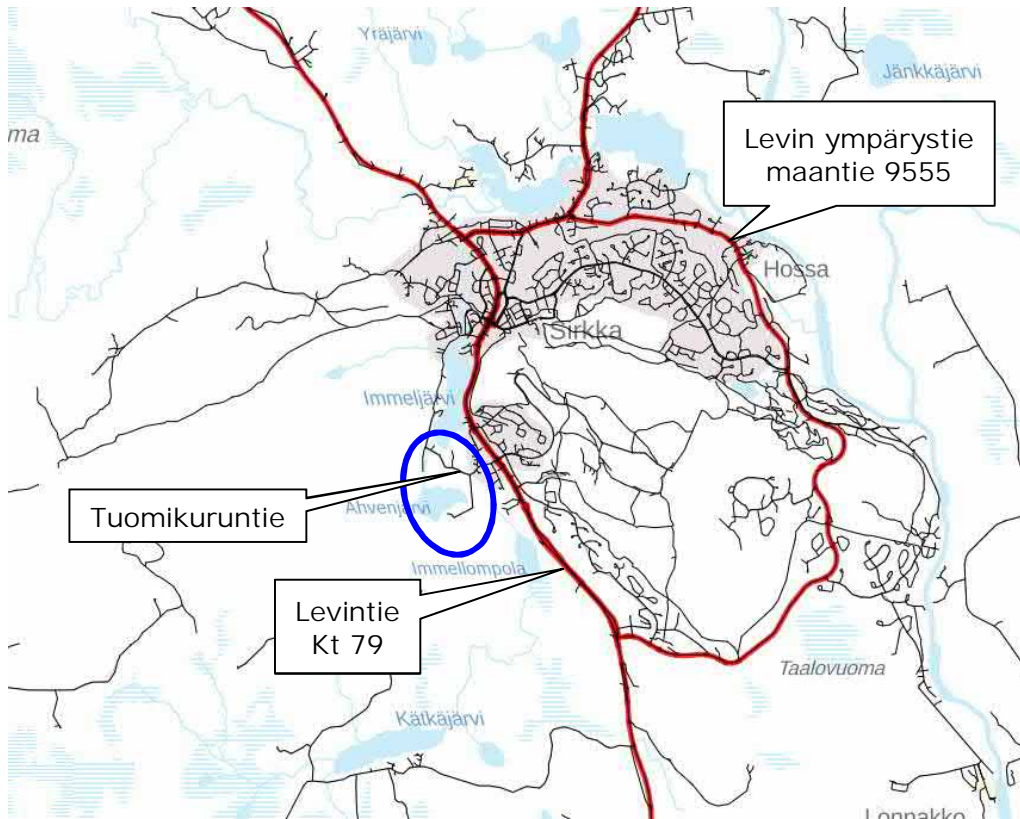 Yräjärvi
Jänkkäjärvi
ma
Levin ympärystie
maantie 9555
Hossa
Sirkka
Immeljärvi
Tuomikuruntie
Ahvenjärvi
Immellompola
Levintie
Kt 79
Taalovuoma
Kätkäjärvi
Lonnakko